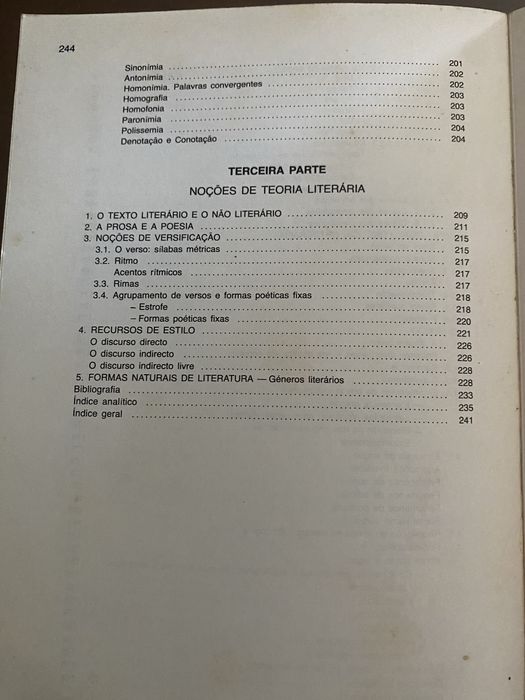 244
Sinonímia 201
Antonímia 202
Homonímia. Palavras convergentes 202
Homografia 203
Homofonia 203
Paronímia 203
Polissemia 204
Denotação e Conotação 204
TERCEIRA PARTE
NOÇÕES DE TEORIA LITERÁRIA
1. O TEXTO LITERÁRIO E O NÃO LITERÁRIO 209
2. A PROSA E A POESIA 211
3. NOÇÕES DE VERSIFICAÇÃO 215
3.1. O verso: sílabas métricas 215
3.2. Ritmo 217
Acentos rítmicos 217
3.3. Rimas 217
3.4. Agrupamento de versos e formas poéticas fixas 218
– Estrofe 218
– Formas poéticas fixas 220
4. RECURSOS DE ESTILO 221
O discurso directo 226
O discurso indirecto 226
O discurso indirecto livre 228
5. FORMAS NATURAIS DE LITERATURA — Géneros literários 228
Bibliografia 233
Índice analítico 235
Índice geral 241